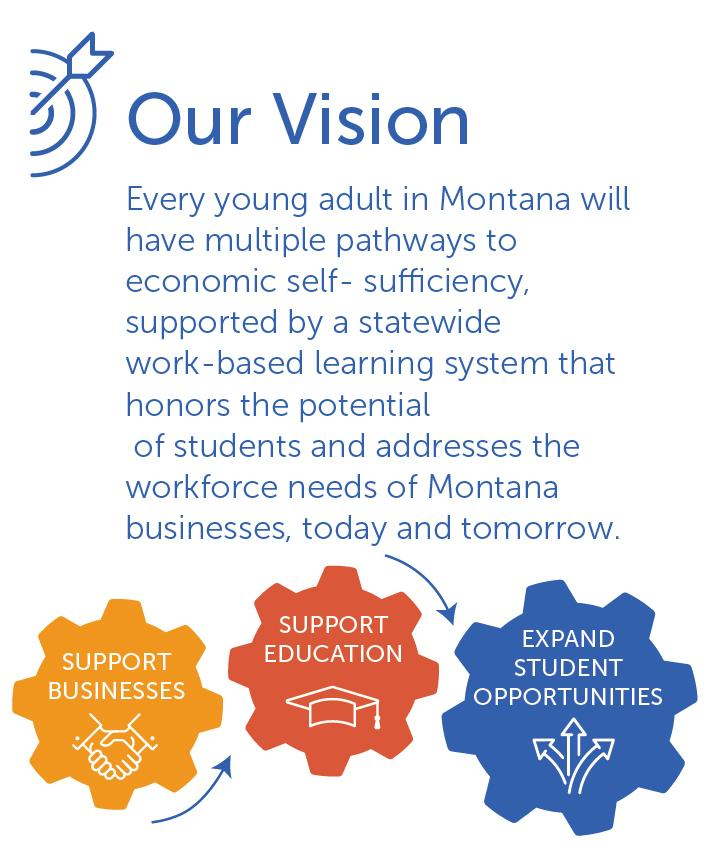 Our Vision
Every young adult in Montana will
have multiple pathways to
economic self- sufficiency,
supported by a statewide
work-based learning system that
honors the potential
of students and addresses the
workforce needs of Montana
businesses, today and tomorrow.
SUPPORT
BUSINESSES
SUPPORT
EDUCATION
EXPAND
STUDENT
OPPORTUNITIES